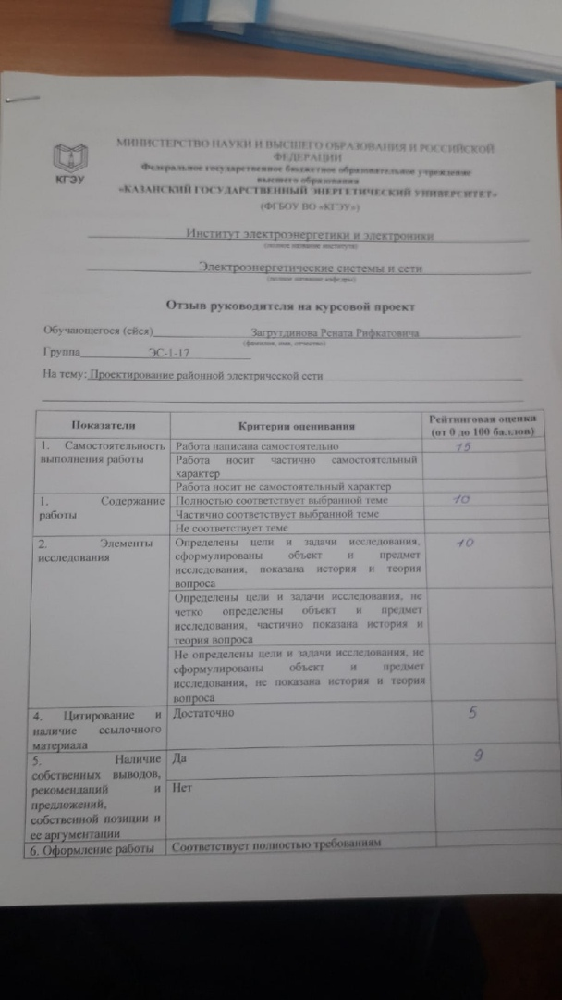 МИНИСТЕРСТВО НАУКИ И ВЫСШЕГО ОБРАЗОВАНИЯ И РОССИЙСКОЙ
ФЕДЕРАЦИИ
КГЭУ
Федеральное государственное бюджетное образовательное учреждение
высшего образования
«КАЗАНСКИЙ ГОСУДАРСТВЕННЫЙ ЭНЕРГЕТИЧЕСКИЙ УНИВЕРСИТЕТ»
(ФГБОУ ВО «КГЭУ»)
Институт электроэнергетики и электроники
(полное название института)
Электроэнергетические системы и сети
(полное название кафедры)
Отзыв руководителя на курсовой проект
Обучающегося (ейся) Загрутдинова Рената Рифкатовича
(фамилия, имя, отчество)
Группа ЭС-1-17
На тему: Проектирование районной электрической сети
Показатели Критерии оценивания Рейтинговая оценка
(от 0 до 100 баллов)
1. Самостоятельность
выполнения работы
Работа написана самостоятельно 15
Работа носит частично самостоятельный
характер
Работа носит не самостоятельный характер
1. Содержание
работы
Полностью соответствует выбранной теме 10
Частично соответствует выбранной теме
Не соответствует теме
2. Элементы
исследования
Определены цели и задачи исследования, 10
сформулированы объект и предмет
исследования, показана история и теория
вопроса
Определены цели и задачи исследования, не
четко определены объект и предмет
исследования, частично показана история и
теория вопроса
Не определены цели и задачи исследования, не
сформулированы объект и предмет
исследования, не показана история и теория
вопроса
4. Цитирование и
наличие ссылочного
материала
Достаточно 5
5. Наличие
собственных выводов,
рекомендаций и
предложений,
собственной позиции и
ее аргументации
Да 9
Нет
6. Оформление работы Соответствует полностью требованиям